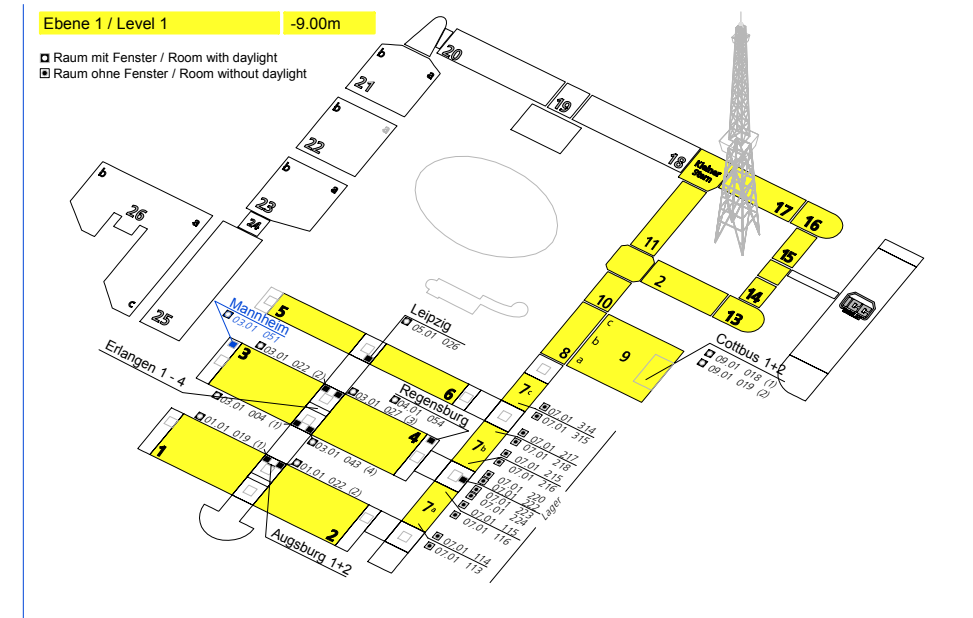 Ebene 1 / Level 1 -9.00m
Raum mit Fenster / Room with daylight
Raum ohne Fenster / Room without daylight
20
b
a
21
19
b
a
22
18
Kleiner
Stern
b
a
23
17
16
b
a
26
24
11
15
2
14
ICC
10
13
c
25
5
Mannheim
03.01 051
Leipzig
05.01 026
c
b
a
9
8
Cottbus 1+2
09.01 018 (1)
09.01 019 (2)
Erlangen 1 - 4
3
03.01 022 (2)
6
7c
03.01 004 (1)
03.01 027 (3)
Regensburg
04.01 054
07.01 314
07.01 315
01.01 019 (1)
4
7b
07.01 217
07.01 218
1
03.01 043 (4)
07.01 215
07.01 216
01.01 022 (2)
07.01 220
07.01 222
07.01 223
07.01 224
Lager
7a
07.01 115
07.01 116
2
Augsburg 1+2
07.01 114
07.01 113